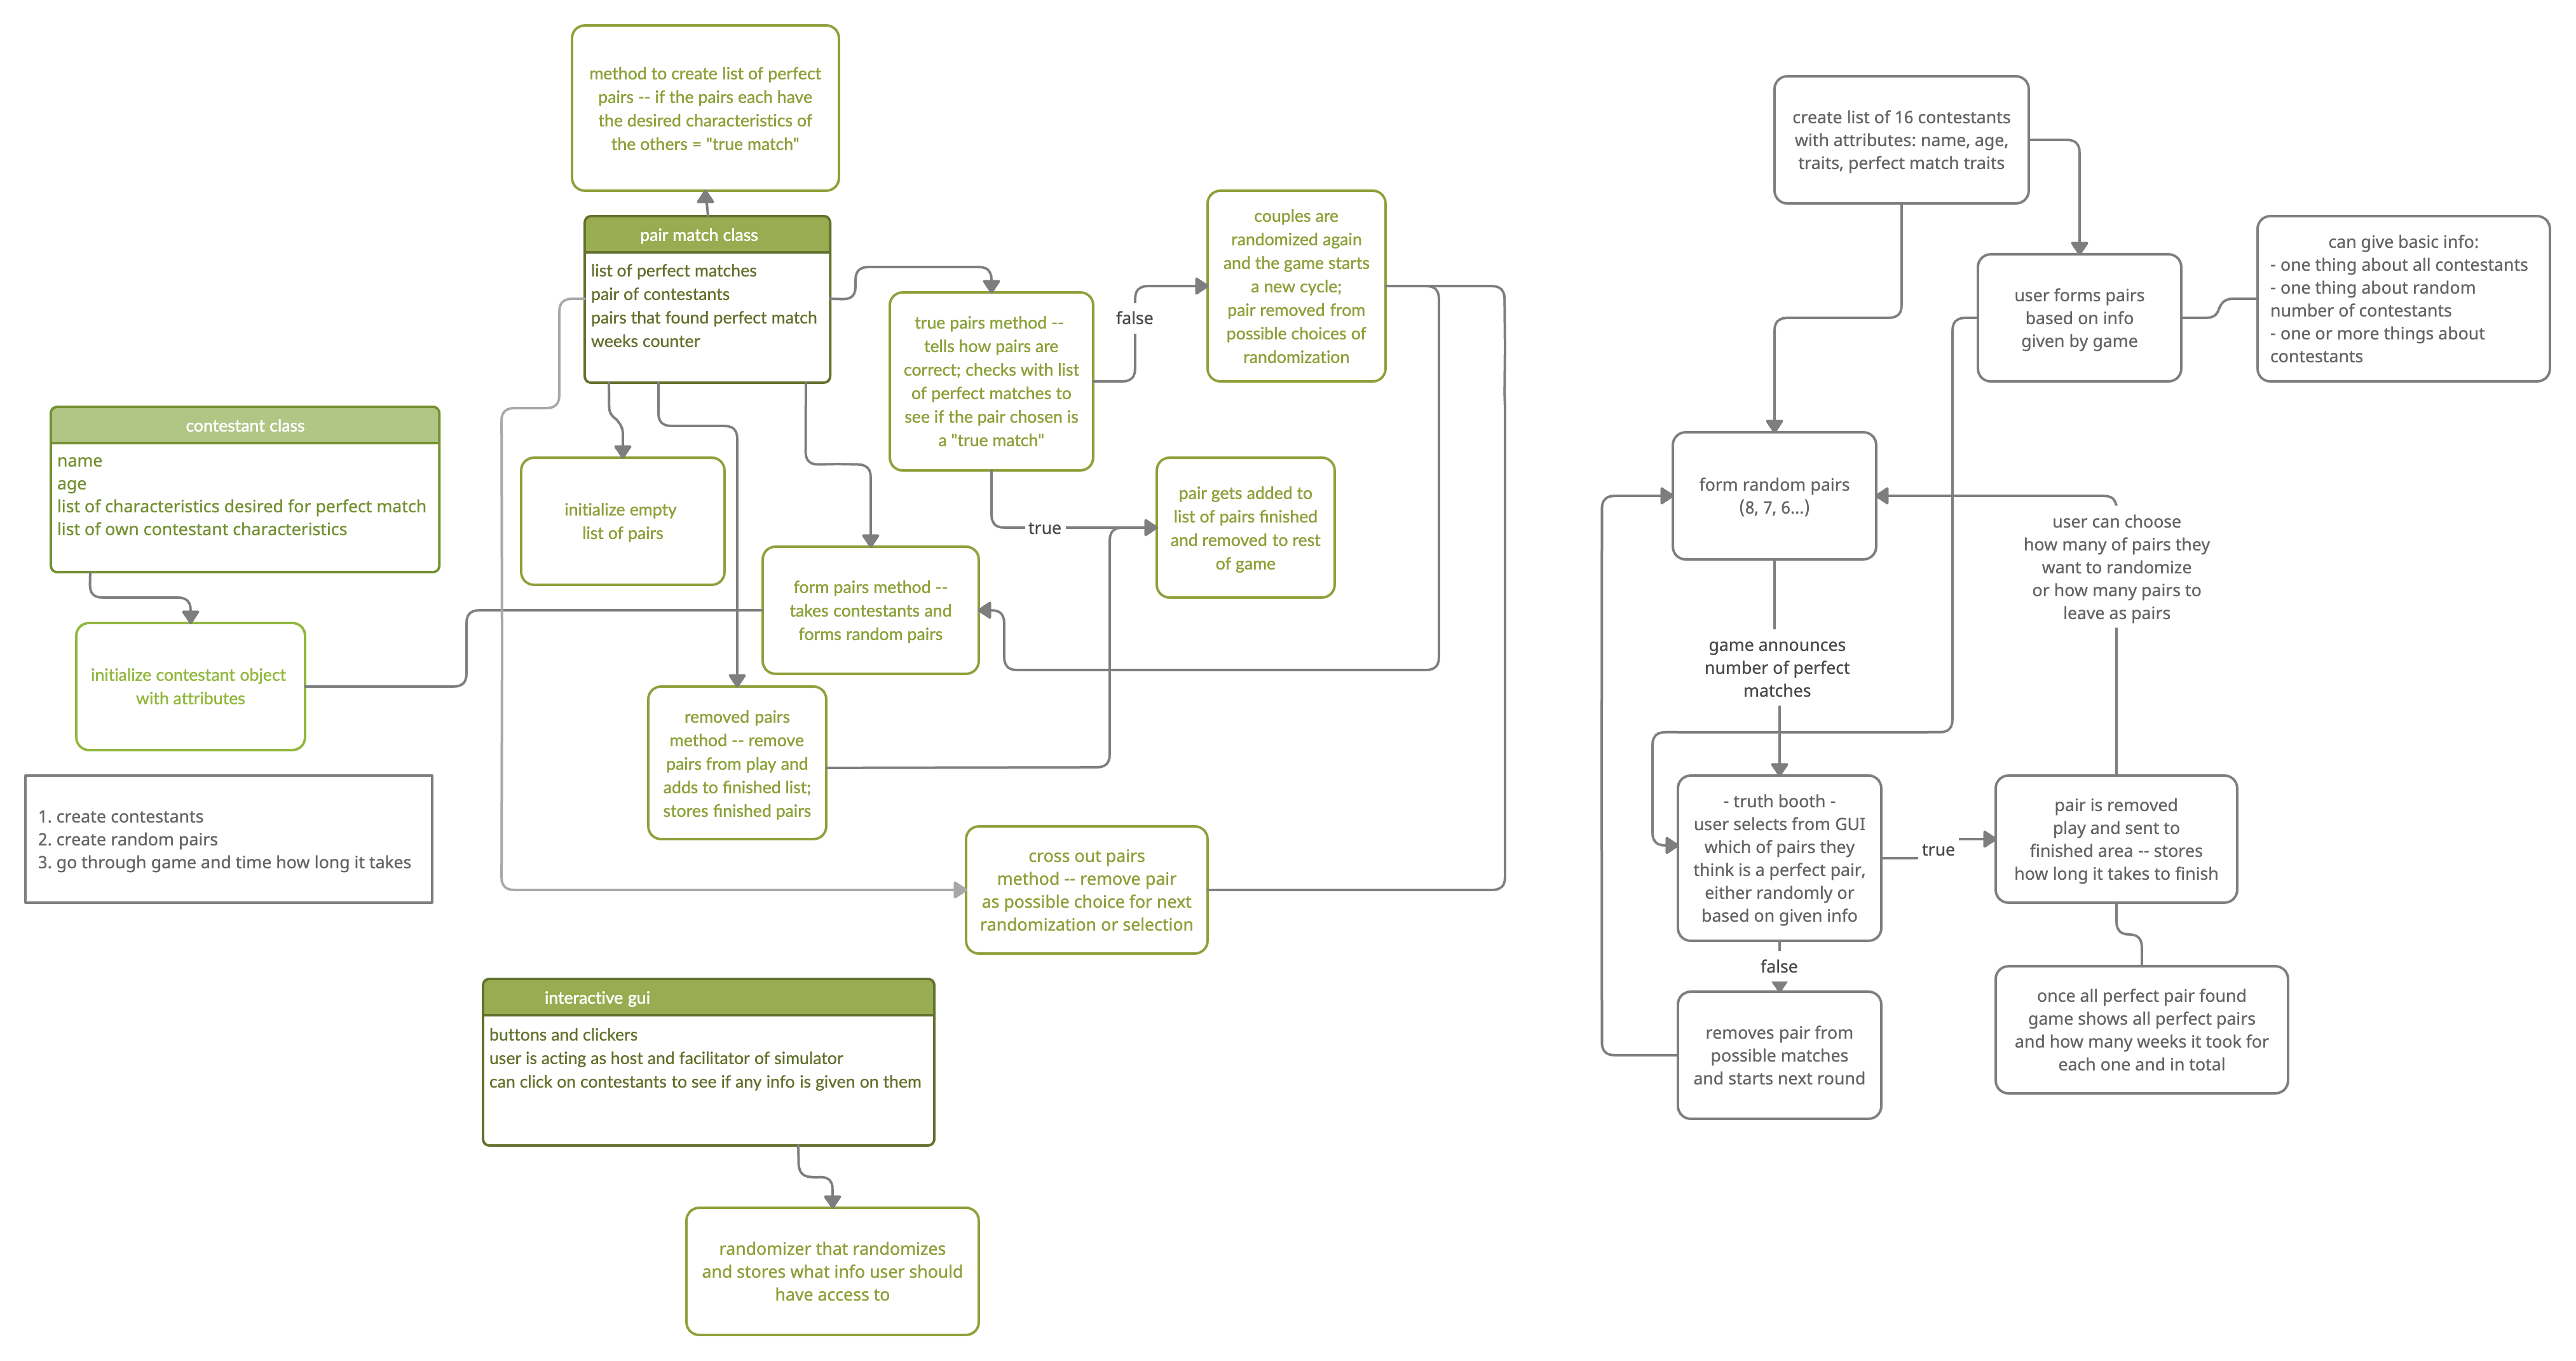 method to create list of perfect
pairs -- if the pairs each have
the desired characteristics of
the others = "true match"
pair match class
list of perfect matches
pair of contestants
pairs that found perfect match
weeks counter
contestant class
name
age
list of characteristics desired for perfect match
list of own contestant characteristics
initialize contestant object
with attributes
1. create contestants
2. create random pairs
3. go through game and time how long it takes
initialize empty
list of pairs
true pairs method --
tells how pairs are
correct; checks with list
of perfect matches to
see if the pair chosen is
a "true match"
false
couples are
randomized again
and the game starts
a new cycle;
pair removed from
possible choices of
randomization
true
pair gets added to
list of pairs finished
and removed to rest
of game
form pairs method --
takes contestants and
forms random pairs
removed pairs
method -- remove
pairs from play and
adds to finished list;
stores finished pairs
cross out pairs
method -- remove pair
as possible choice for next
randomization or selection
interactive gui
buttons and clickers
user is acting as host and facilitator of simulator
can click on contestants to see if any info is given on them
randomizer that randomizes
and stores what info user should
have access to
create list of 16 contestants
with attributes: name, age,
traits, perfect match traits
user forms pairs
based on info
given by game
can give basic info:
- one thing about all contestants
- one thing about random
number of contestants
- one or more things about
contestants
form random pairs
(8, 7, 6...)
user can choose
how many of pairs they
want to randomize
or how many pairs to
leave as pairs
game announces
number of perfect
matches
- truth booth -
user selects from GUI
which of pairs they
think is a perfect pair,
either randomly or
based on given info
true
pair is removed
play and sent to
finished area -- stores
how long it takes to finish
false
removes pair from
possible matches
and starts next round
once all perfect pair found
game shows all perfect pairs
and how many weeks it took for
each one and in total